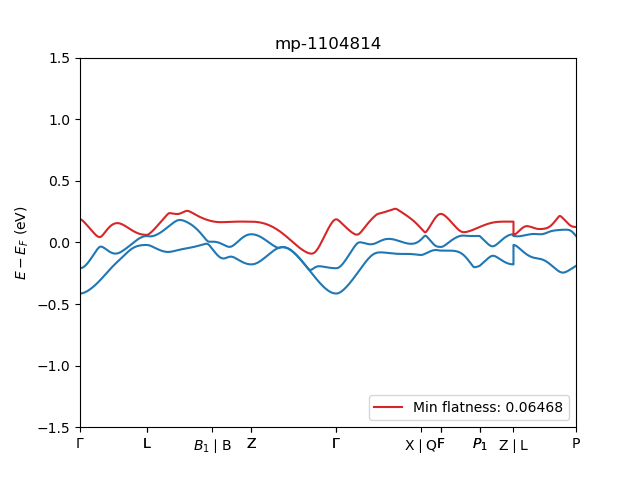 mp-1104814
1.5
1.0
0.5
0.0
−0.5
−1.0
−1.5
E − E_F (eV)
Min flatness: 0.06468
Γ L B₁ | B Z Γ X | Q F P₁ Z | L P